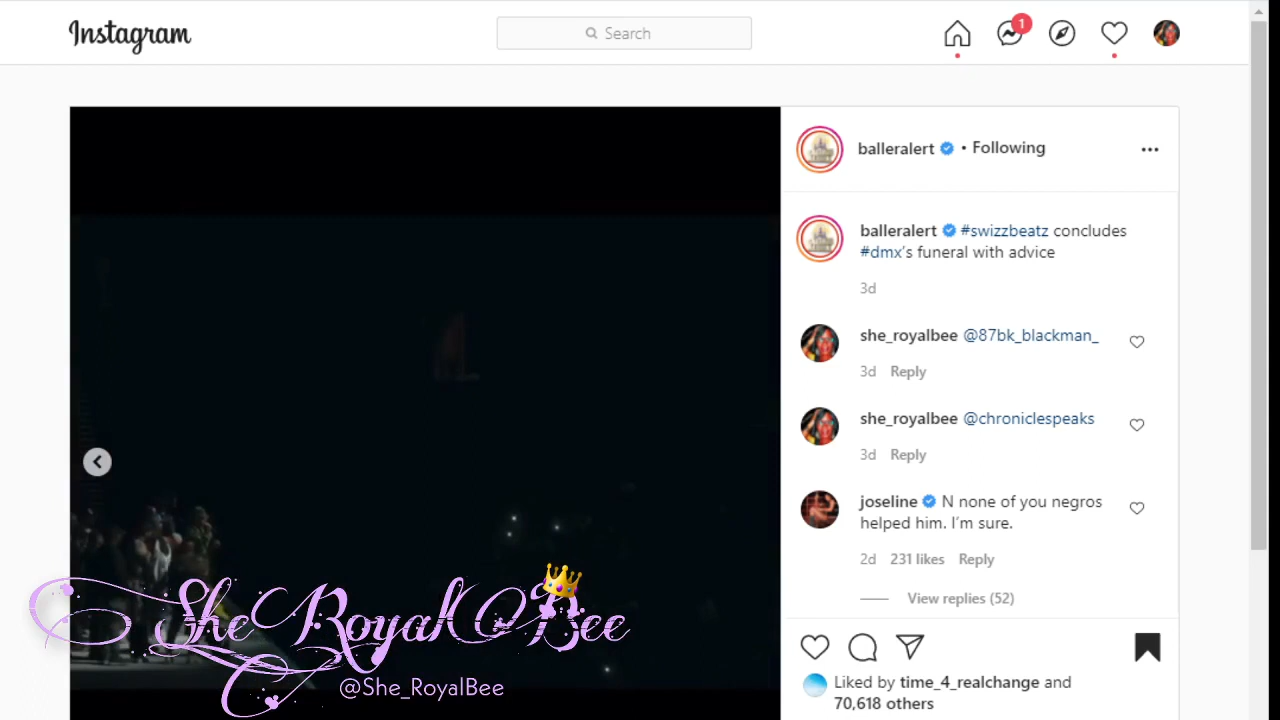 Instagram
Search
1
balleralert • Following
balleralert #swizzbeatz concludes
#dmx's funeral with advice
3d
she_royalbee @87bk_blackman_
3d Reply
she_royalbee @chroniclespeaks
3d Reply
joseline N none of you negros
helped him. I'm sure.
2d 231 likes Reply
View replies (52)
Liked by time_4_realchange and
70,618 others
SheRoyalBee
@She_RoyalBee